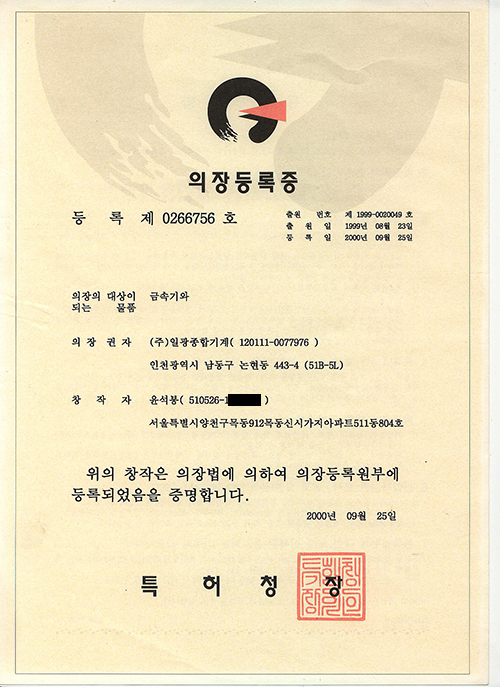 의장등록증
등 록 제 0266756 호
출원 번호 제 1999-0020049 호
출 원 일 1999년 08월 23일
등 록 일 2000년 09월 25일
의장의 대상이 금속기와
되는 물품
의 장 권 자 (주)일광종합기계( 120111-0077976 )
인천광역시 남동구 논현동 443-4 (51B-5L)
창 작 자 윤석봉( 510526-1 )
서울특별시양천구목동912목동신시가지아파트511동804호
위의 창작은 의장법에 의하여 의장등록원부에
등록되었음을 증명합니다.
2000년 09월 25일
특 허 청 장